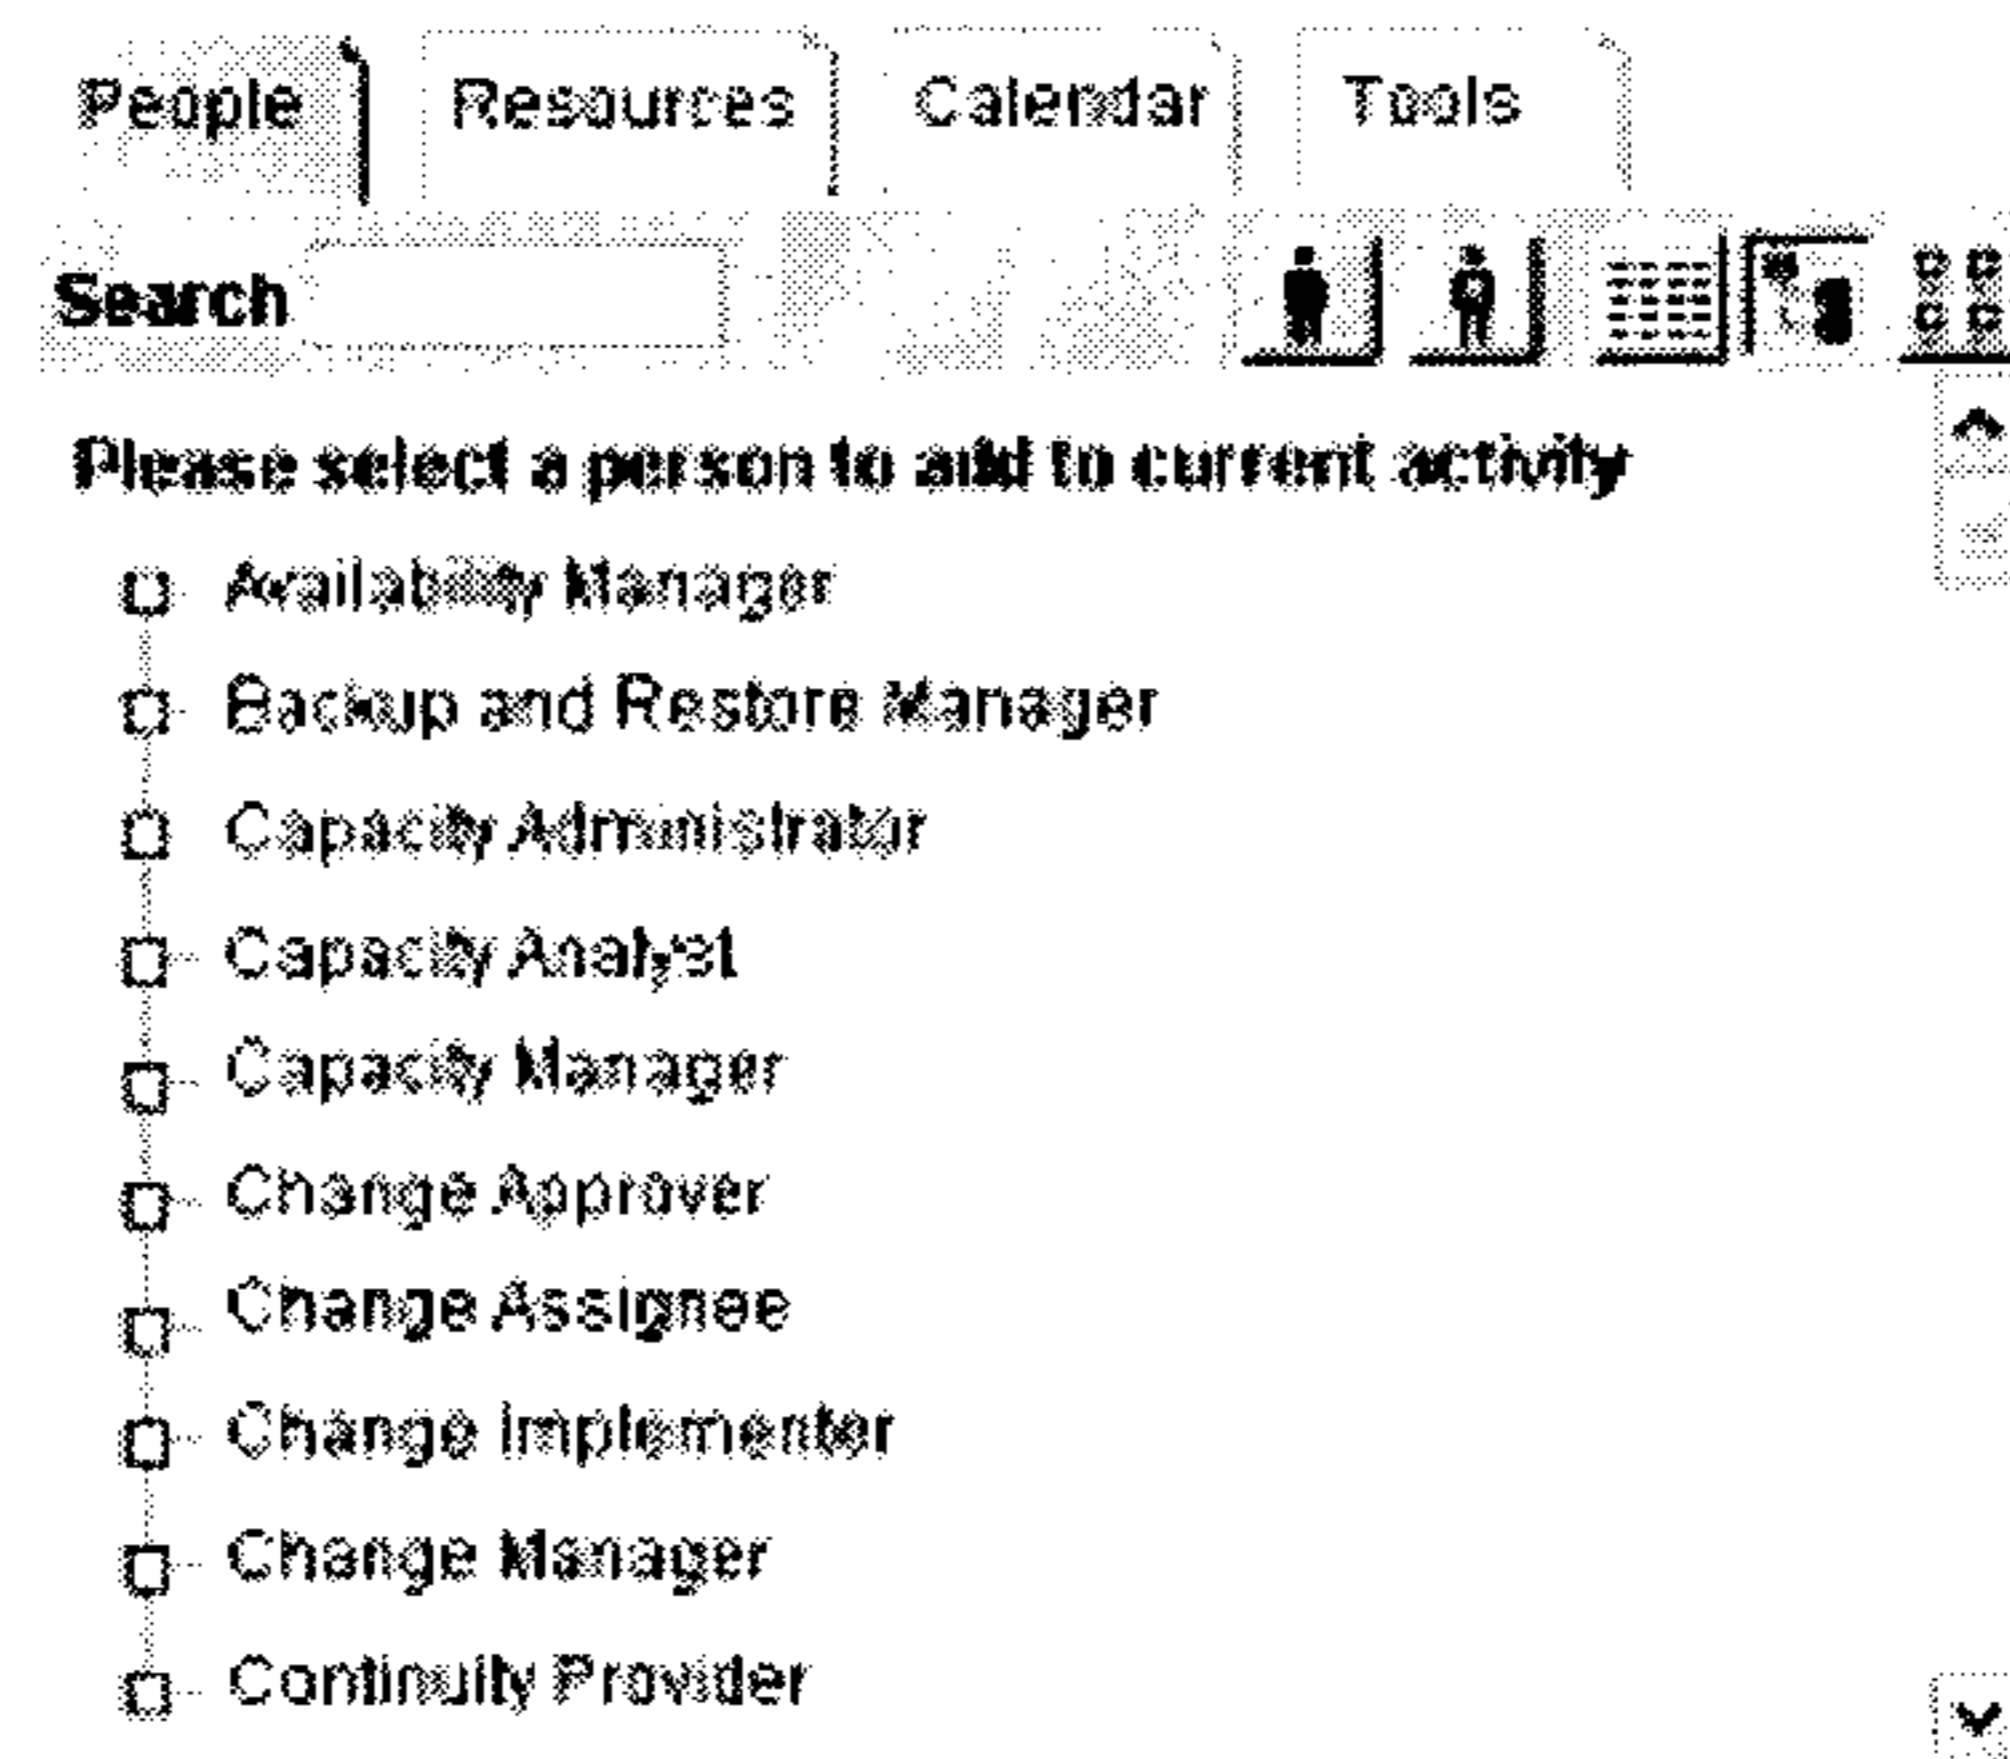 People Resources Calendar Tools
Search
Please select a person to add to current activity
Availability Manager
Backup and Restore Manager
Capacity Administrator
Capacity Analyst
Capacity Manager
Change Approver
Change Assignee
Change Implementer
Change Manager
Continuity Provider